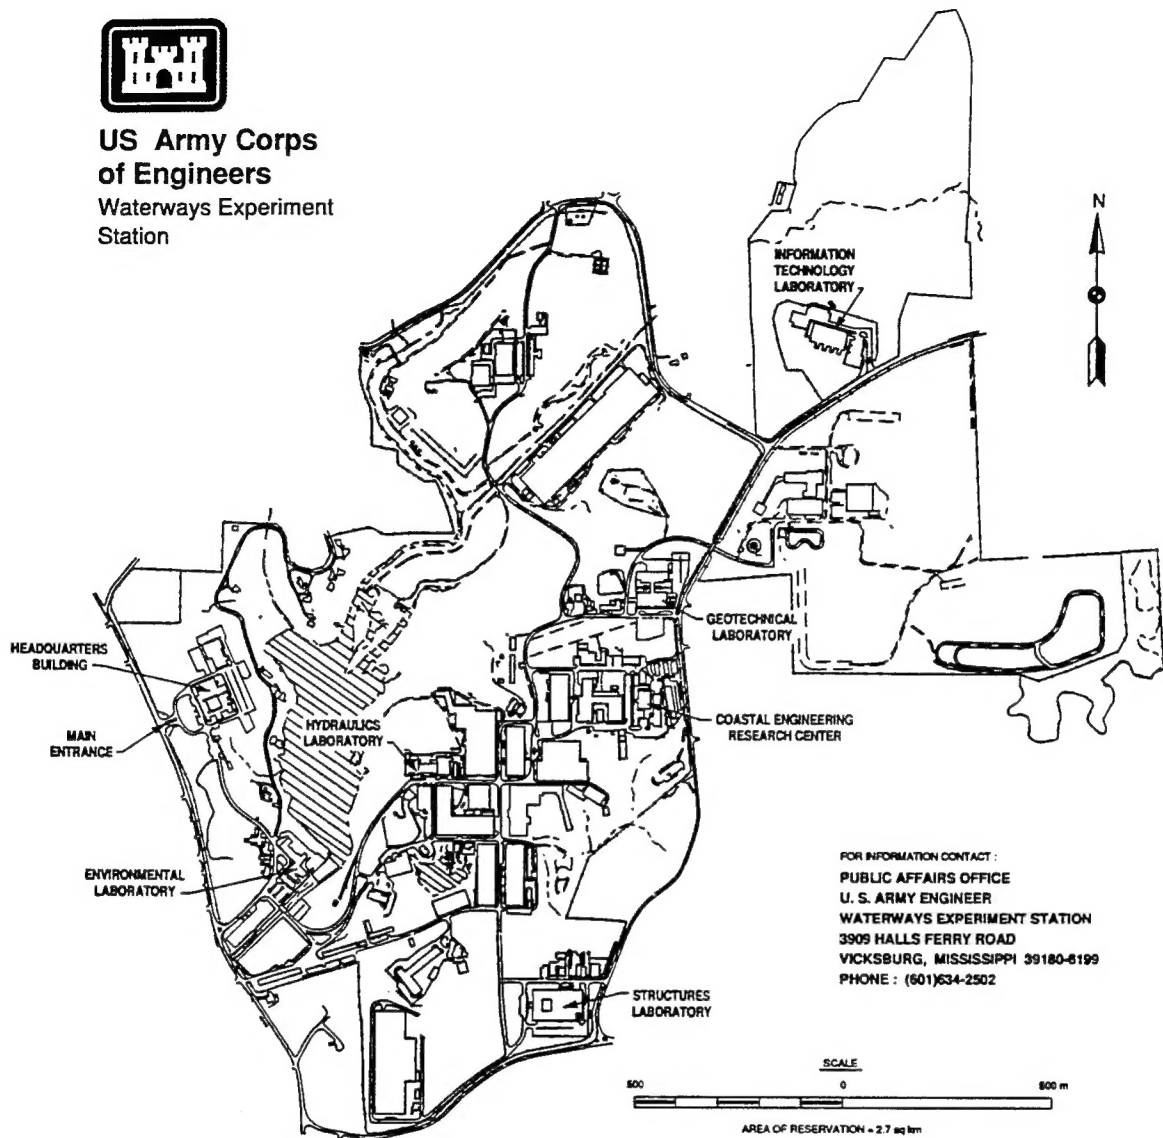 US Army Corps
of Engineers
Waterways Experiment
Station
N
INFORMATION
TECHNOLOGY
LABORATORY
GEOTECHNICAL
LABORATORY
HEADQUARTERS
BUILDING
MAIN
ENTRANCE
HYDRAULICS
LABORATORY
COASTAL ENGINEERING
RESEARCH CENTER
ENVIRONMENTAL
LABORATORY
FOR INFORMATION CONTACT :
PUBLIC AFFAIRS OFFICE
U. S. ARMY ENGINEER
WATERWAYS EXPERIMENT STATION
3909 HALLS FERRY ROAD
VICKSBURG, MISSISSIPPI 39180-6199
PHONE : (601)634-2502
STRUCTURES
LABORATORY
SCALE
500 0 500 m
AREA OF RESERVATION = 2.7 sq km